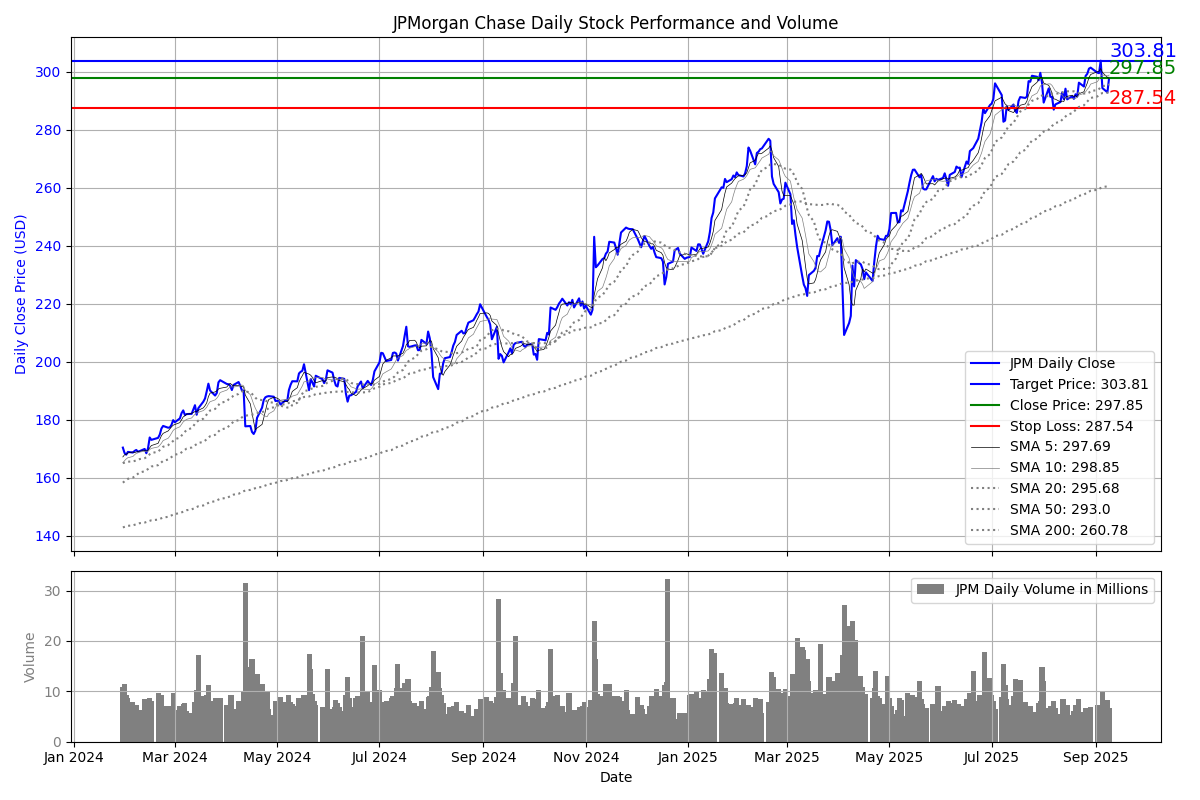 JPMorgan Chase Daily Stock Performance and Volume
303.81
297.85
287.54
300
280
260
240
220
200
180
160
140
Daily Close Price (USD)
JPM Daily Close
Target Price: 303.81
Close Price: 297.85
Stop Loss: 287.54
SMA 5: 297.69
SMA 10: 298.85
SMA 20: 295.68
SMA 50: 293.0
SMA 200: 260.78
30
20
10
0
Volume
JPM Daily Volume in Millions
Jan 2024 Mar 2024 May 2024 Jul 2024 Sep 2024 Nov 2024 Jan 2025 Mar 2025 May 2025 Jul 2025 Sep 2025
Date